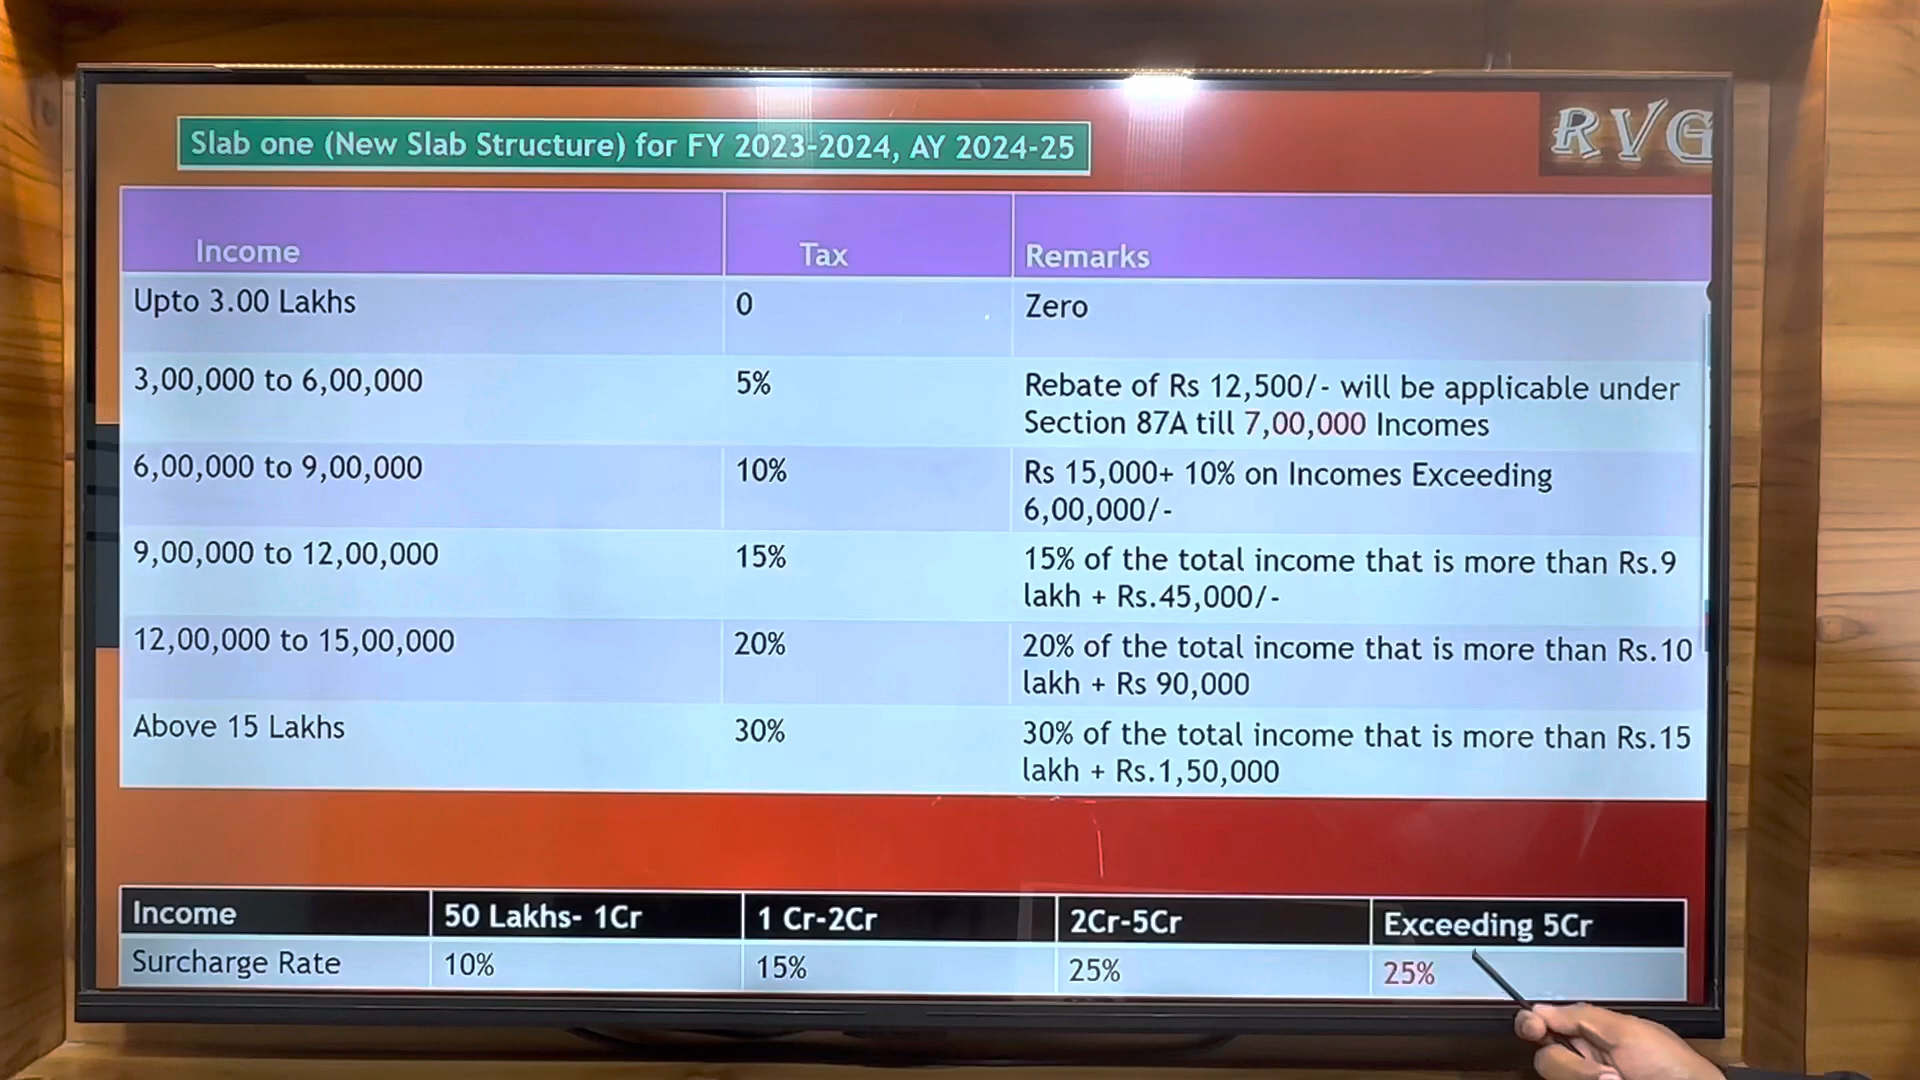 Slab one (New Slab Structure) for FY 2023-2024, AY 2024-25
RVG
Income Tax Remarks
Upto 3.00 Lakhs 0 Zero
3,00,000 to 6,00,000 5% Rebate of Rs 12,500/- will be applicable under
Section 87A till 7,00,000 Incomes
6,00,000 to 9,00,000 10% Rs 15,000+ 10% on Incomes Exceeding
6,00,000/-
9,00,000 to 12,00,000 15% 15% of the total income that is more than Rs.9
lakh + Rs.45,000/-
12,00,000 to 15,00,000 20% 20% of the total income that is more than Rs.10
lakh + Rs 90,000
Above 15 Lakhs 30% 30% of the total income that is more than Rs.15
lakh + Rs.1,50,000
Income 50 Lakhs- 1Cr 1 Cr-2Cr 2Cr-5Cr Exceeding 5Cr
Surcharge Rate 10% 15% 25% 25%